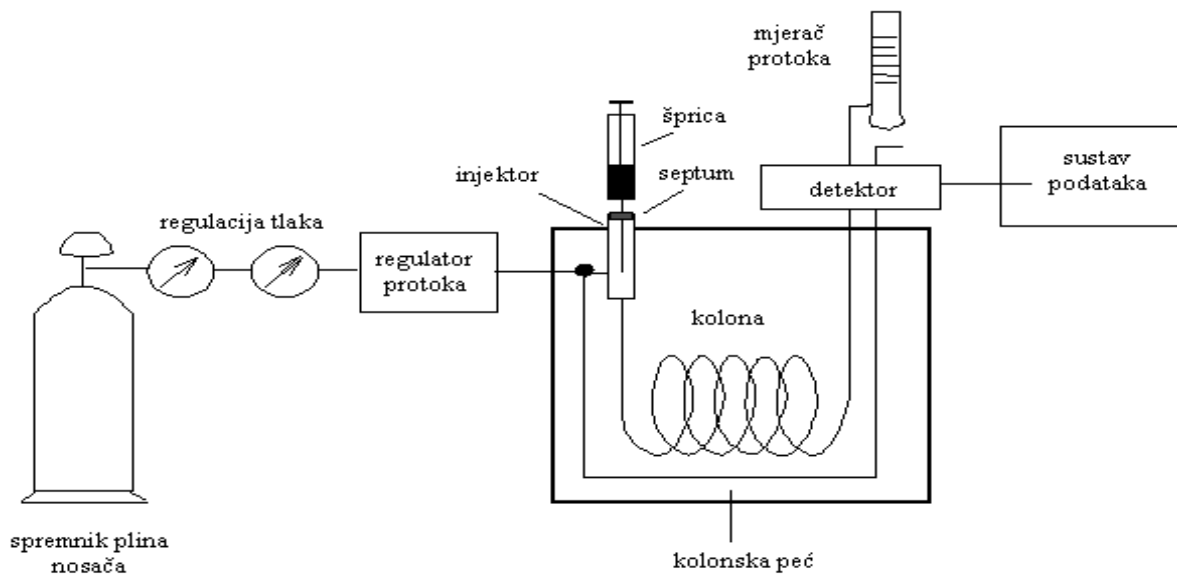 mjerač
protoka
šprica
injektor
septum
detektor
sustav
podataka
regulacija tlaka
regulator
protoka
kolona
spremnik plina
nosača
kolonska peć